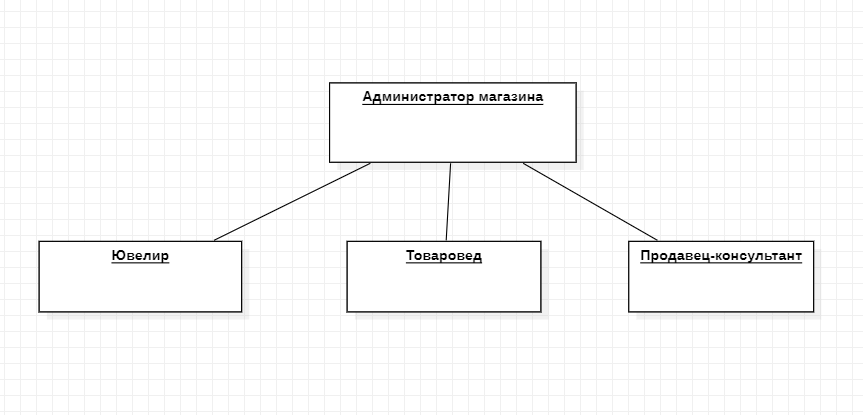 Администратор магазина
Ювелир
Товаровед
Продавец-консультант